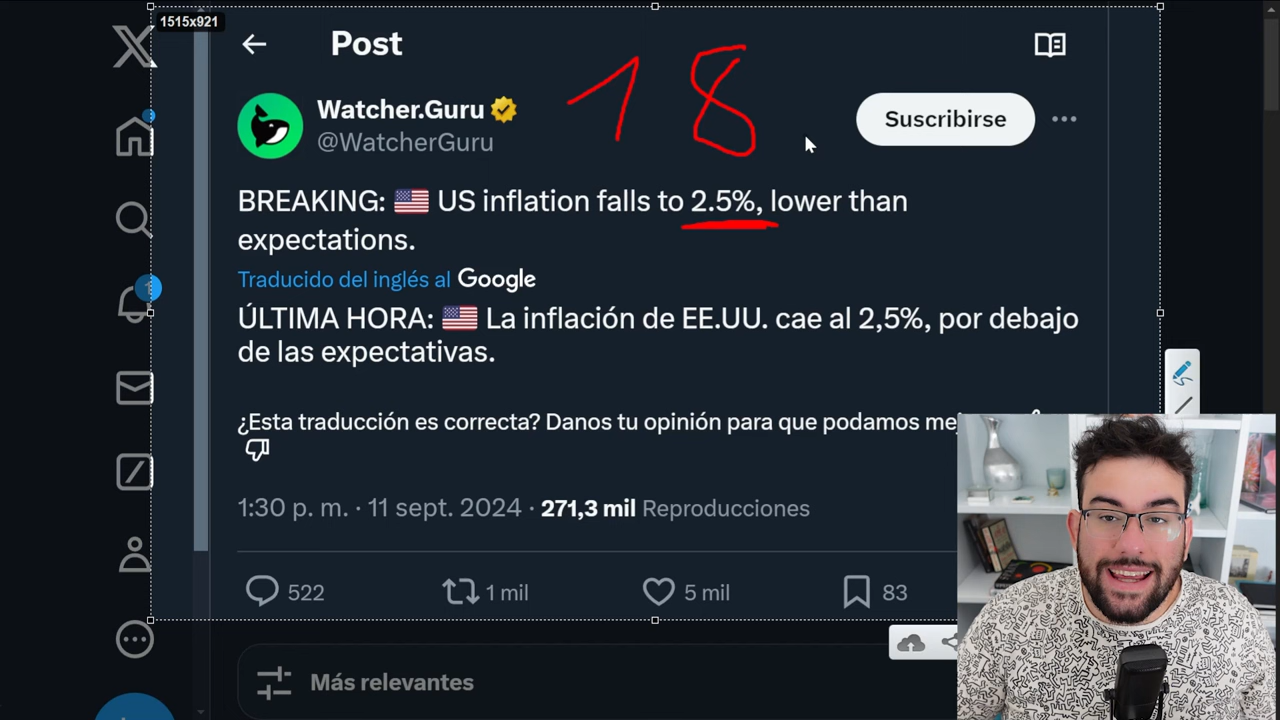 1515x921
Post
18
Watcher.Guru
Suscribirse
@WatcherGuru
BREAKING: 🇺🇸 US inflation falls to 2.5%, lower than
expectations.
Traducido del inglés al Google
ÚLTIMA HORA: 🇺🇸 La inflación de EE.UU. cae al 2,5%, por debajo
de las expectativas.
1
¿Esta traducción es correcta? Danos tu opinión para que podamos
1:30 p. m. · 11 sept. 2024 · 271,3 mil Reproducciones
522 1 mil 5 mil 83
Más relevantes